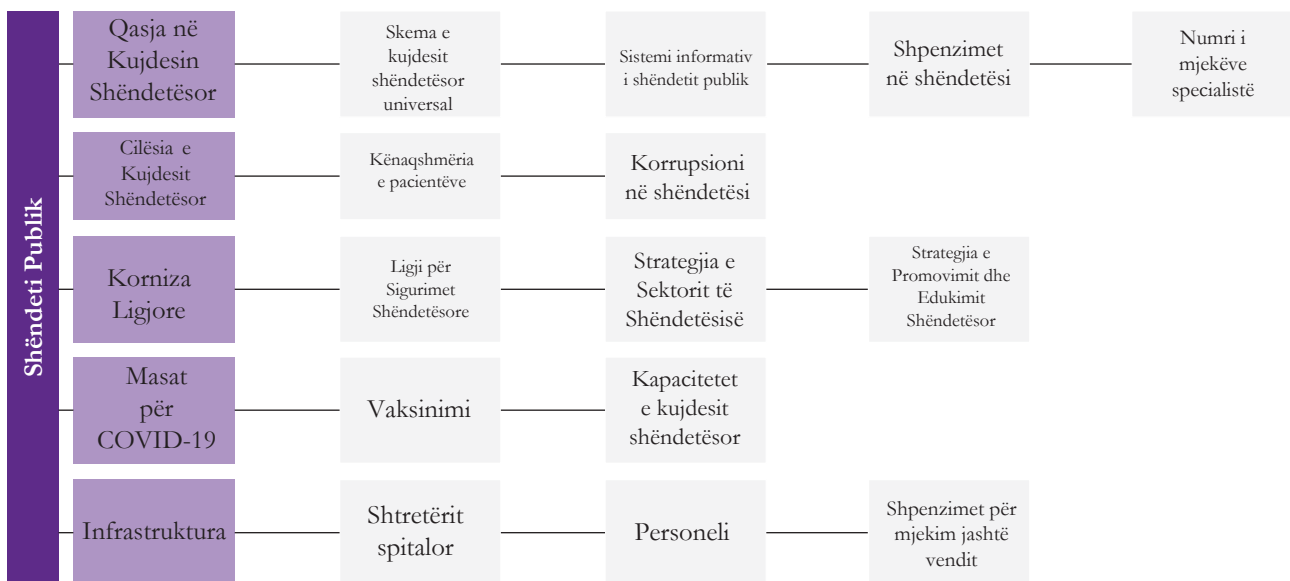 Shëndeti Publik
Qasja në
Kujdesin
Shëndetësor
Skema e
kujdesit
shëndetësor
universal
Sistemi informativ
i shëndetit publik
Shpenzimet
në shëndetësi
Numri i
mjekëve
specialistë
Cilësia e
Kujdesit
Shëndetësor
Kënaqshmëria
e pacientëve
Korrupsioni
në shëndetësi
Korniza
Ligjore
Ligji për
Sigurimet
Shëndetësore
Strategjia e
Sektorit të
Shëndetësisë
Strategjia e
Promovimit dhe
Edukimit
Shëndetësor
Masat
për
COVID-19
Vaksinimi
Kapacitetet
e kujdesit
shëndetësor
Infrastruktura
Shtretërit
spitalor
Personeli
Shpenzimet për
mjekim jashtë
vendit